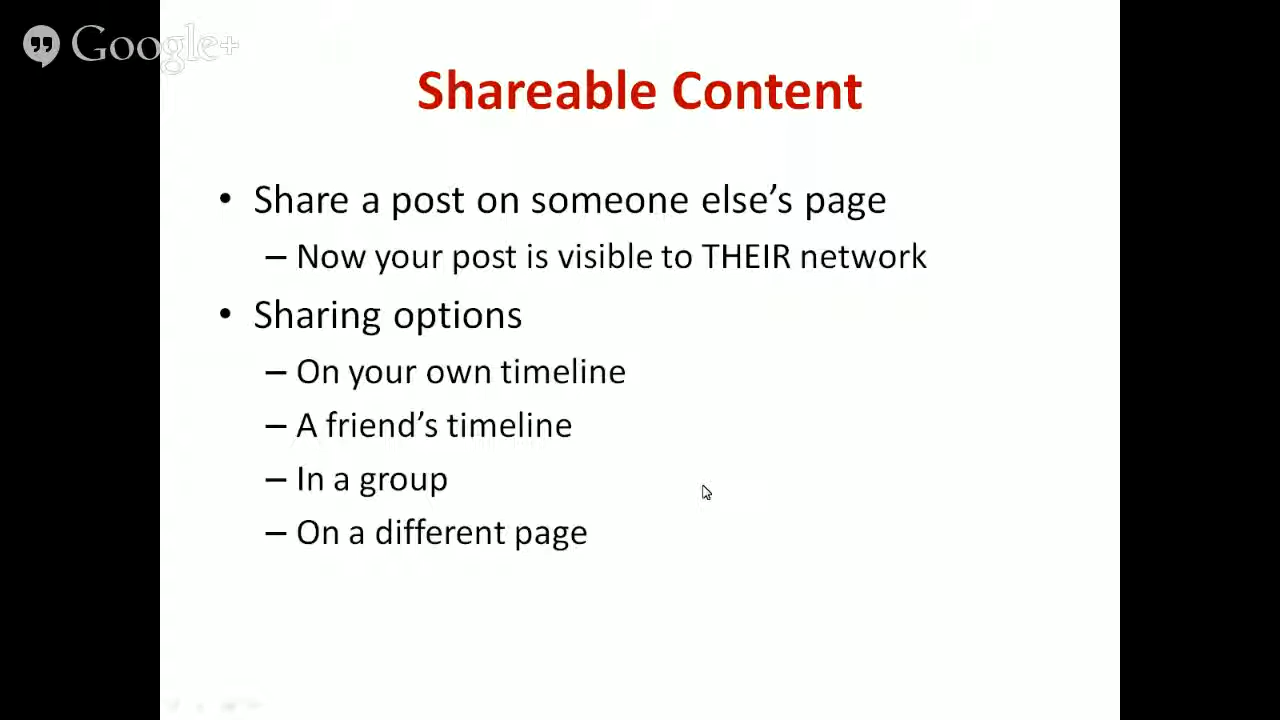 Google+
Shareable Content
• Share a post on someone else’s page
– Now your post is visible to THEIR network
• Sharing options
– On your own timeline
– A friend’s timeline
– In a group
– On a different page